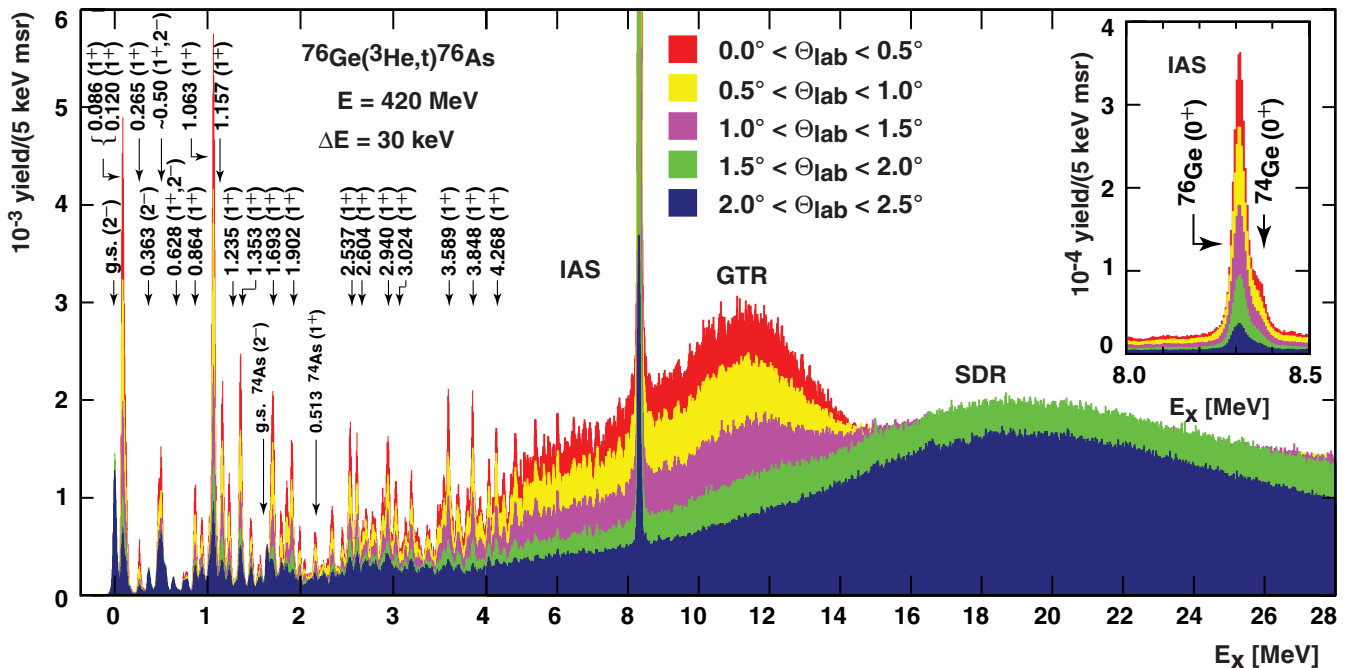 10⁻³ yield/(5 keV msr)
6
5
4
3
2
1
0
{ 0.086 (1⁺)
{ 0.120 (1⁺)
0.265 (1⁺)
~0.50 (1⁺,2⁻)
1.063 (1⁺)
1.157 (1⁺)
g.s. (2⁻)
0.363 (2⁻)
0.628 (1⁺,2⁻)
0.864 (1⁺)
1.235 (1⁺)
1.353 (1⁺)
1.693 (1⁺)
1.902 (1⁺)
g.s. ⁷⁴As (2⁻)
0.513 ⁷⁴As (1⁺)
2.537 (1⁺)
2.604 (1⁺)
2.940 (1⁺)
3.024 (1⁺)
3.589 (1⁺)
3.848 (1⁺)
4.268 (1⁺)
⁷⁶Ge(³He,t)⁷⁶As
E = 420 MeV
ΔE = 30 keV
0.0° < Θlab < 0.5°
0.5° < Θlab < 1.0°
1.0° < Θlab < 1.5°
1.5° < Θlab < 2.0°
2.0° < Θlab < 2.5°
IAS
GTR
SDR
10⁻⁴ yield/(5 keV msr)
4
3
2
1
0
IAS
⁷⁶Ge (0⁺)
⁷⁴Ge (0⁺)
8.0 8.5
Eₓ [MeV]
0 1 2 3 4 6 8 10 12 14 16 18 20 22 24 26 28
Eₓ [MeV]